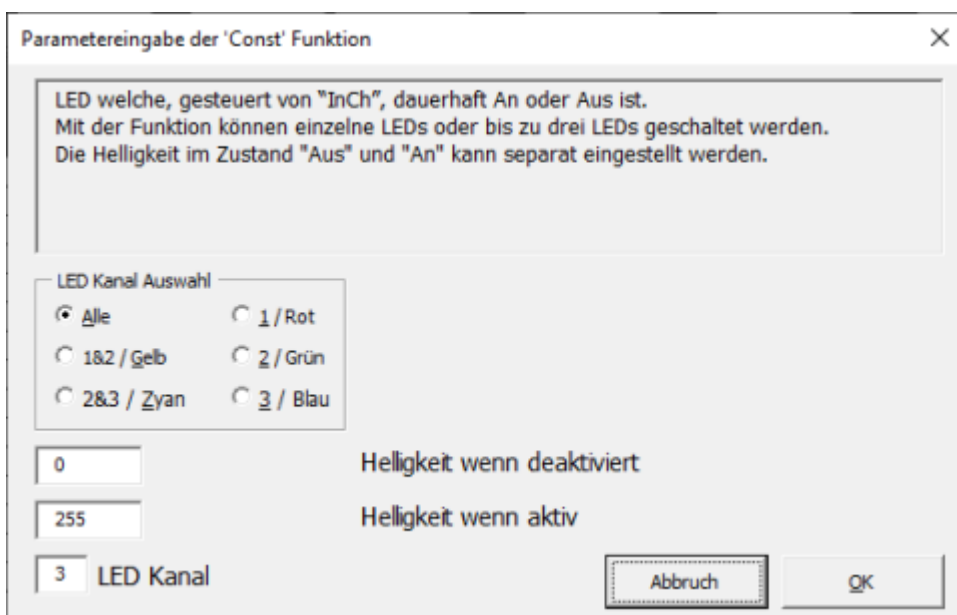 Parametereingabe der 'Const' Funktion
LED welche, gesteuert von "InCh", dauerhaft An oder Aus ist.
Mit der Funktion können einzelne LEDs oder bis zu drei LEDs geschaltet werden.
Die Helligkeit im Zustand "Aus" und "An" kann separat eingestellt werden.
LED Kanal Auswahl
Alle 1 / Rot
1&2 / Gelb 2 / Grün
2&3 / Zyan 3 / Blau
0 Helligkeit wenn deaktiviert
255 Helligkeit wenn aktiv
3 LED Kanal Abbruch OK